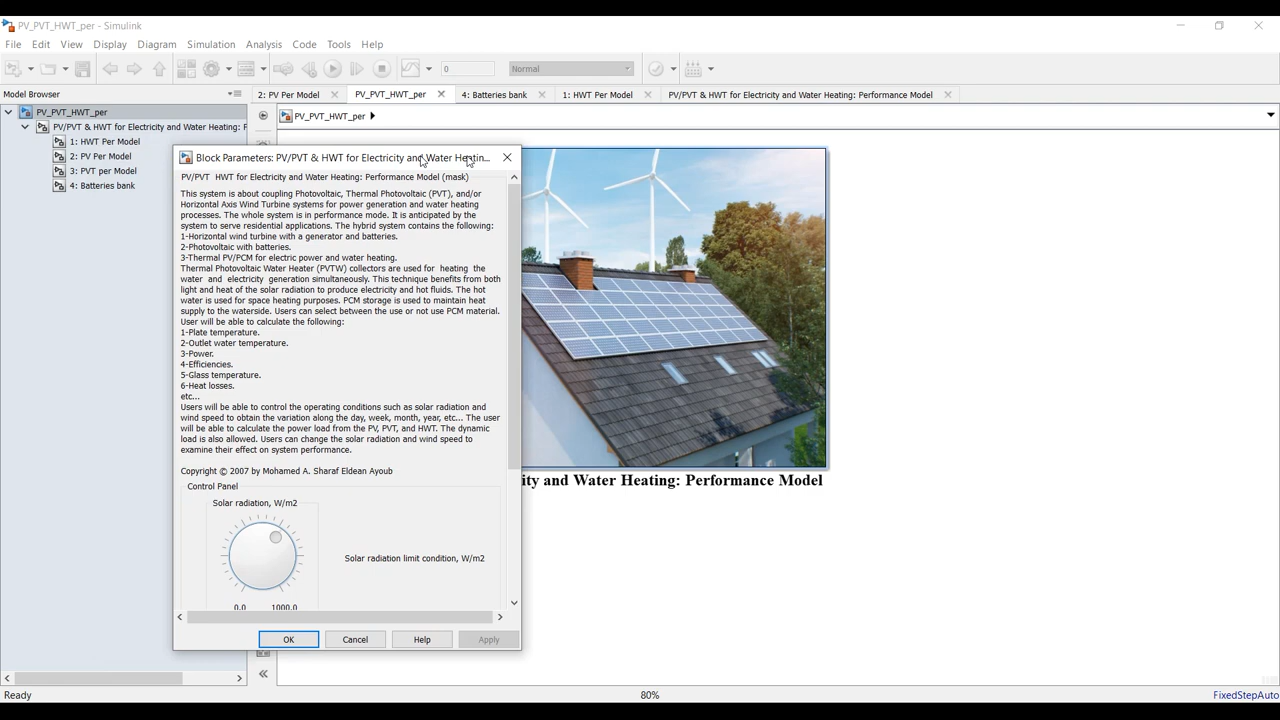 PV_PVT_HWT_per - Simulink
File Edit View Display Diagram Simulation Analysis Code Tools Help
0
Normal
Model Browser
2: PV Per Model
PV_PVT_HWT_per
4: Batteries bank
1: HWT Per Model
PV/PVT & HWT for Electricity and Water Heating: Performance Model
PV_PVT_HWT_per
PV/PVT & HWT for Electricity and Water Heating: F
1: HWT Per Model
2: PV Per Model
3: PVT per Model
4: Batteries bank
PV_PVT_HWT_per
Block Parameters: PV/PVT & HWT for Electricity and Water Heatin...
PV/PVT HWT for Electricity and Water Heating: Performance Model (mask)
This system is about coupling Photovoltaic, Thermal Photovoltaic (PVT), and/or
Horizontal Axis Wind Turbine systems for power generation and water heating
processes. The whole system is in performance mode. It is anticipated by the
system to serve residential applications. The hybrid system contains the following:
1-Horizontal wind turbine with a generator and batteries.
2-Photovoltaic with batteries.
3-Thermal PV/PCM for electric power and water heating.
Thermal Photovoltaic Water Heater (PVTW) collectors are used for heating the
water and electricity generation simultaneously. This technique benefits from both
light and heat of the solar radiation to produce electricity and hot fluids. The hot
water is used for space heating purposes. PCM storage is used to maintain heat
supply to the waterside. Users can select between the use or not use PCM material.
User will be able to calculate the following:
1-Plate temperature.
2-Outlet water temperature.
3-Power.
4-Efficiencies.
5-Glass temperature.
6-Heat losses.
etc...
Users will be able to control the operating conditions such as solar radiation and
wind speed to obtain the variation along the day, week, month, year, etc... The user
will be able to calculate the power load from the PV, PVT, and HWT. The dynamic
load is also allowed. Users can change the solar radiation and wind speed to
examine their effect on system performance.
Copyright © 2007 by Mohamed A. Sharaf Eldean Ayoub
Control Panel
Solar radiation, W/m2
Solar radiation limit condition, W/m2
0.0 1000.0
OK Cancel Help Apply
ity and Water Heating: Performance Model
Ready
80%
FixedStepAuto